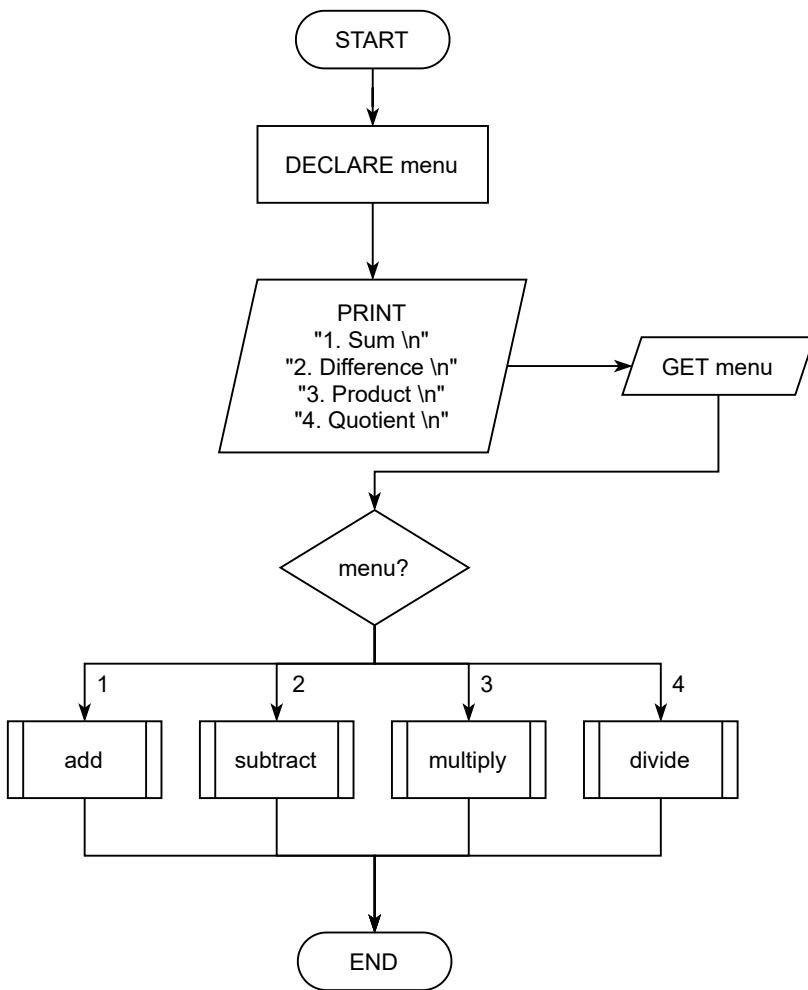 START
DECLARE menu
PRINT
"1. Sum \n"
"2. Difference \n"
"3. Product \n"
"4. Quotient \n"
GET menu
menu?
1
2
3
4
add
subtract
multiply
divide
END